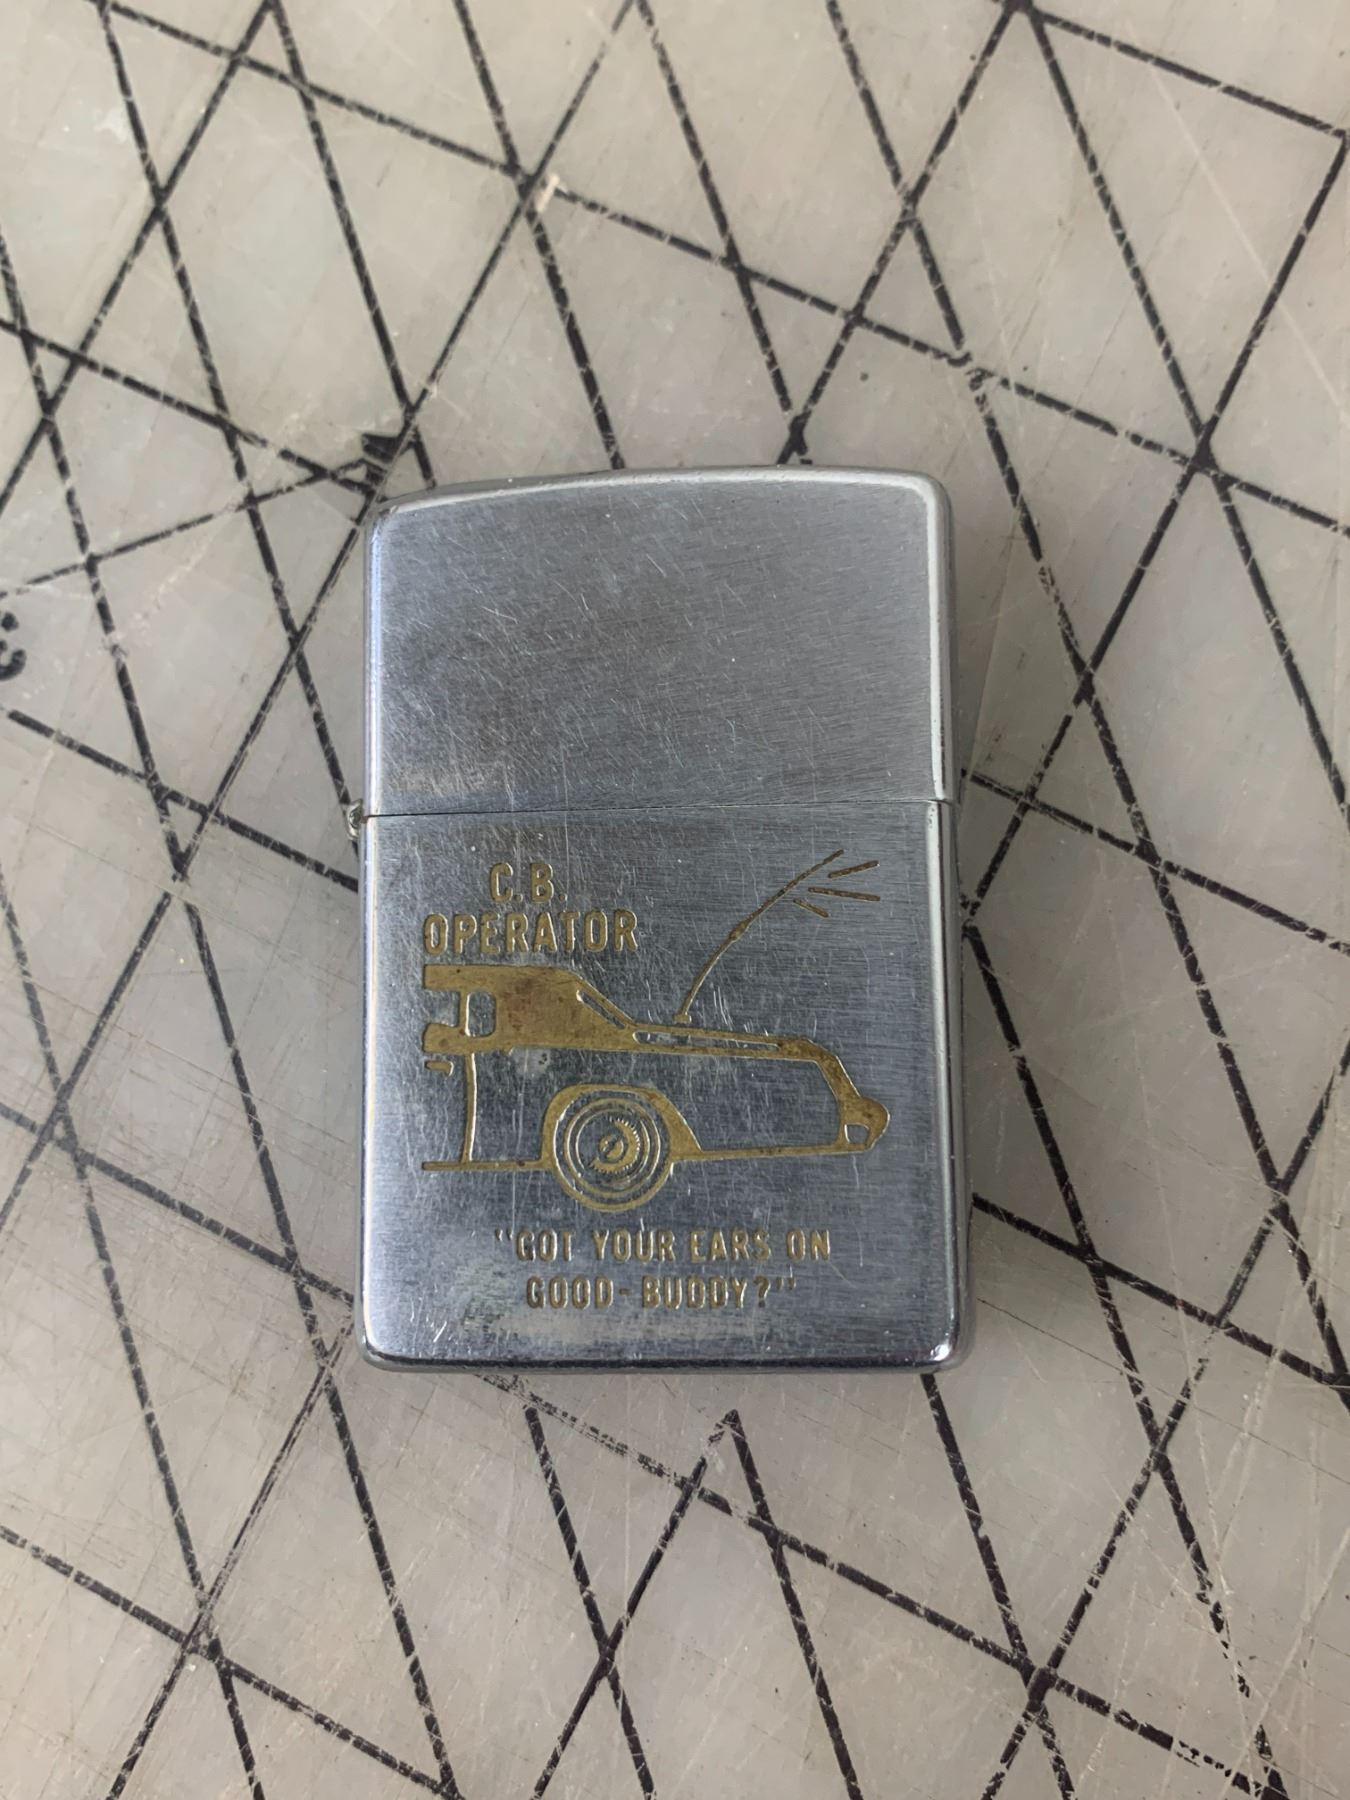 C.B.
OPERATOR
"GOT YOUR EARS ON
GOOD-BUDDY?"